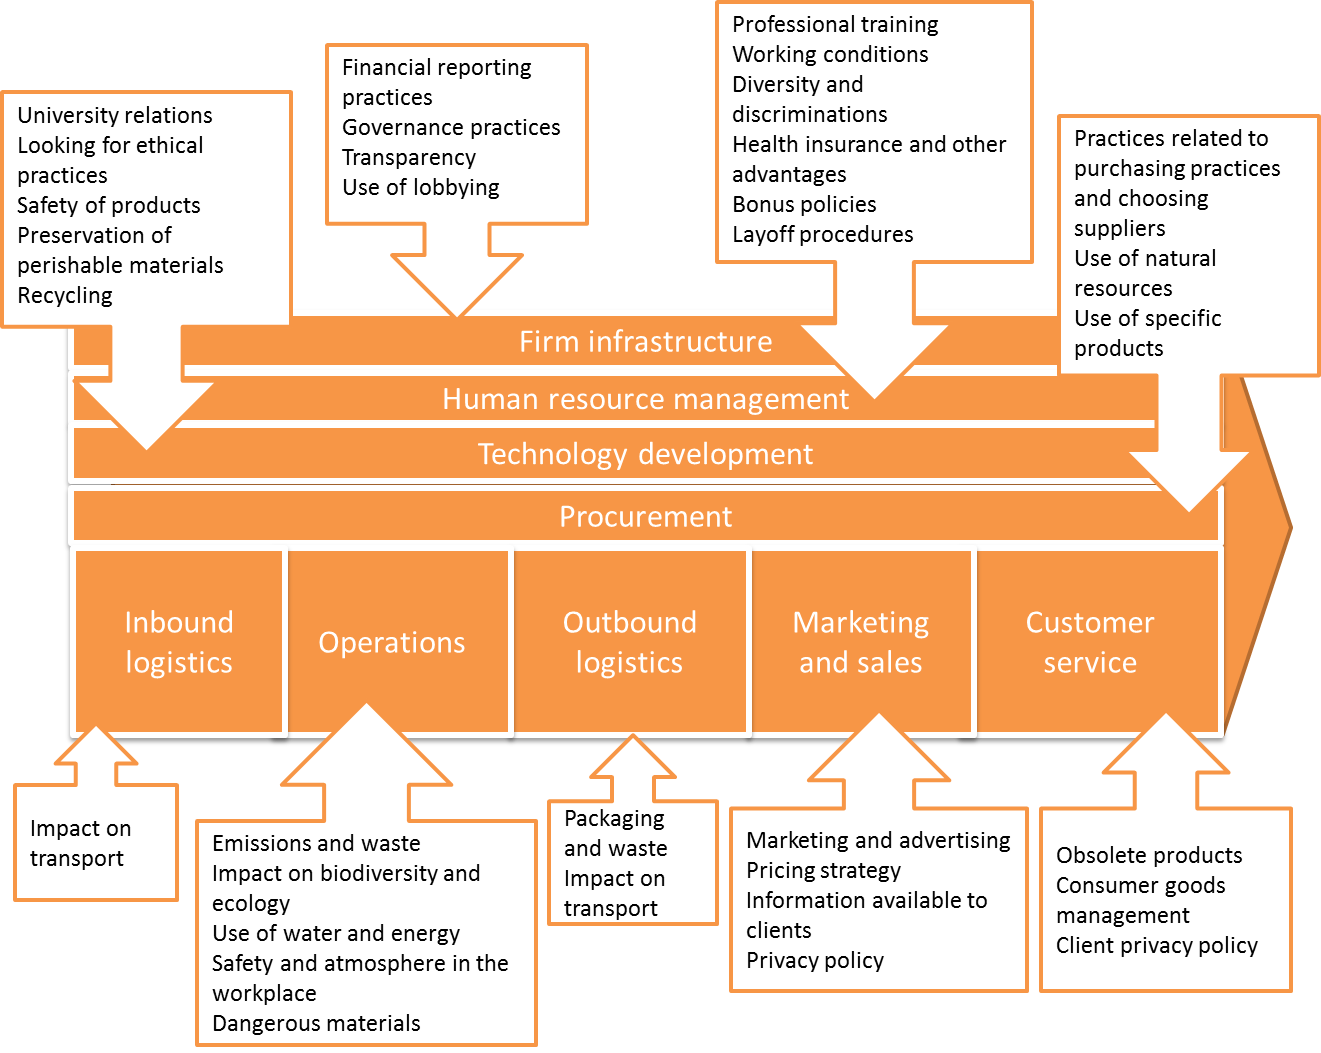 Professional training
Working conditions
Diversity and
discriminations
Health insurance and other
advantages
Bonus policies
Layoff procedures
Financial reporting
practices
Governance practices
Transparency
Use of lobbying
University relations
Looking for ethical
practices
Safety of products
Preservation of
perishable materials
Recycling
Practices related to
purchasing practices
and choosing
suppliers
Use of natural
resources
Use of specific
products
Firm infrastructure
Human resource management
Technology development
Procurement
Inbound
logistics
Operations
Outbound
logistics
Marketing
and sales
Customer
service
Impact on
transport
Emissions and waste
Impact on biodiversity and
ecology
Use of water and energy
Safety and atmosphere in the
workplace
Dangerous materials
Packaging
and waste
Impact on
transport
Marketing and advertising
Pricing strategy
Information available to
clients
Privacy policy
Obsolete products
Consumer goods
management
Client privacy policy